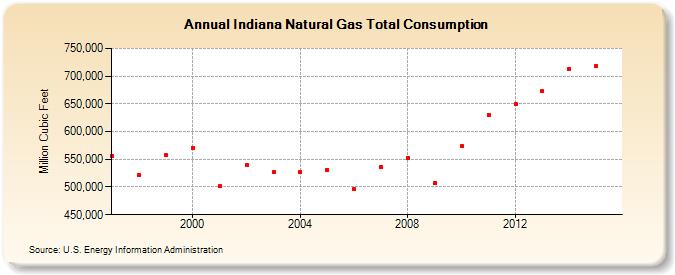 Annual Indiana Natural Gas Total Consumption
Million Cubic Feet
750,000
700,000
650,000
600,000
550,000
500,000
450,000
2000 2004 2008 2012
Source: U.S. Energy Information Administration